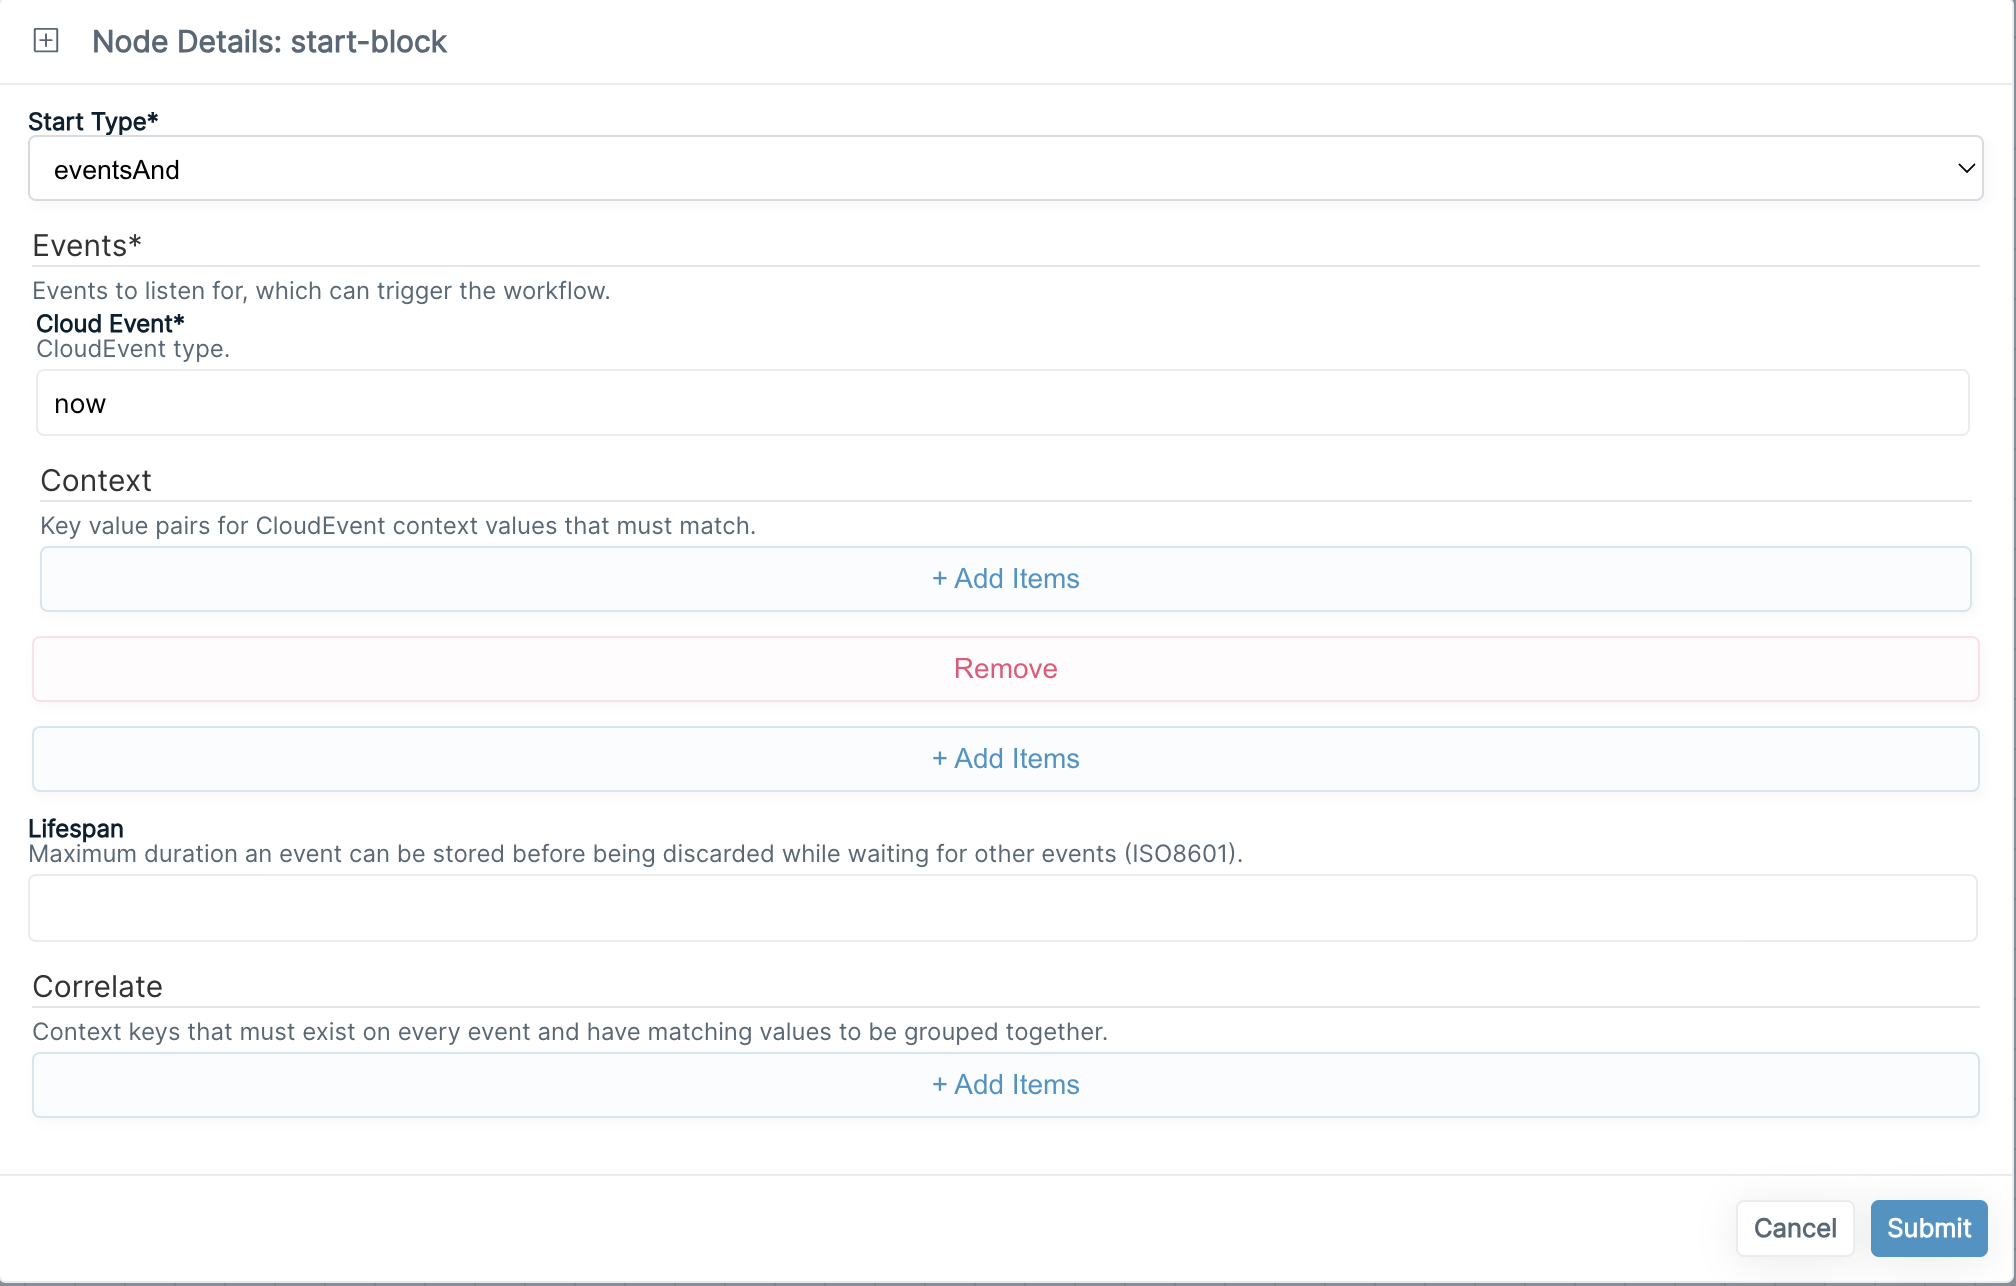 Node Details: start-block
Start Type*
eventsAnd
Events*
Events to listen for, which can trigger the workflow.
Cloud Event*
CloudEvent type.
now
Context
Key value pairs for CloudEvent context values that must match.
+ Add Items
Remove
+ Add Items
Lifespan
Maximum duration an event can be stored before being discarded while waiting for other events (ISO8601).
Correlate
Context keys that must exist on every event and have matching values to be grouped together.
+ Add Items
Cancel Submit